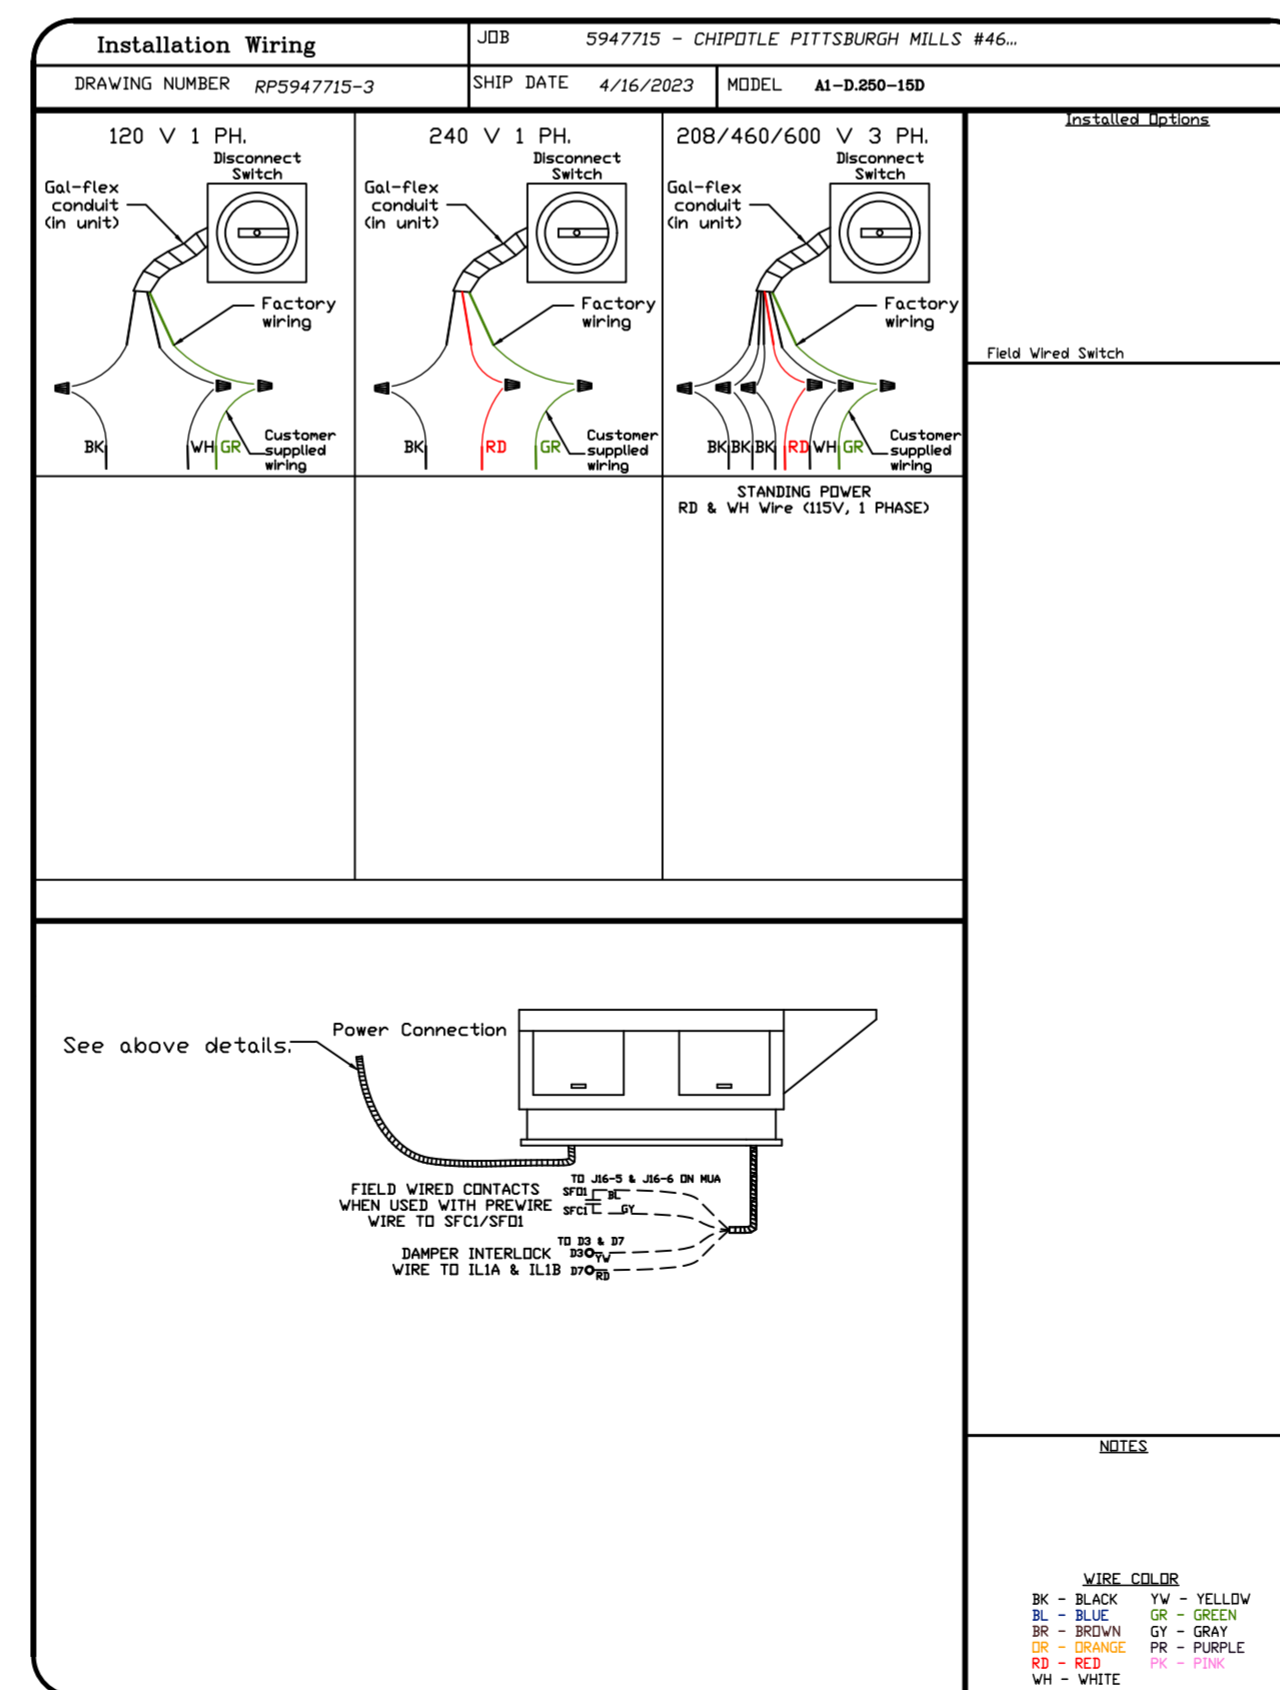 Installation Wiring
JOB 5947715 - CHIPOTLE PITTSBURGH MILLS #46...
DRAWING NUMBER RP5947715-3
SHIP DATE 4/16/2023
MODEL A1-D.250-15D
120 V 1 PH.
Disconnect
Switch
Gal-flex
conduit
(in unit)
Factory
wiring
BK
WH
GR
Customer
supplied
wiring
240 V 1 PH.
Disconnect
Switch
Gal-flex
conduit
(in unit)
Factory
wiring
BK
RD
GR
Customer
supplied
wiring
208/460/600 V 3 PH.
Disconnect
Switch
Gal-flex
conduit
(in unit)
Factory
wiring
BK
BK
BK
RD
WH
GR
Customer
supplied
wiring
STANDING POWER
RD & WH Wire (115V, 1 PHASE)
Installed Options
Field Wired Switch
See above details.
Power Connection
TO J16-5 & J16-6 ON MUA
FIELD WIRED CONTACTS
WHEN USED WITH PREWIRE
WIRE TO SFC1/SFO1
SFO1
BL
SFC1
GY
TO D3 & D7
DAMPER INTERLOCK
WIRE TO IL1A & IL1B
D3
YW
D7
RD
NOTES
WIRE COLOR
BK - BLACK YW - YELLOW
BL - BLUE GR - GREEN
BR - BROWN GY - GRAY
OR - ORANGE PR - PURPLE
RD - RED PK - PINK
WH - WHITE